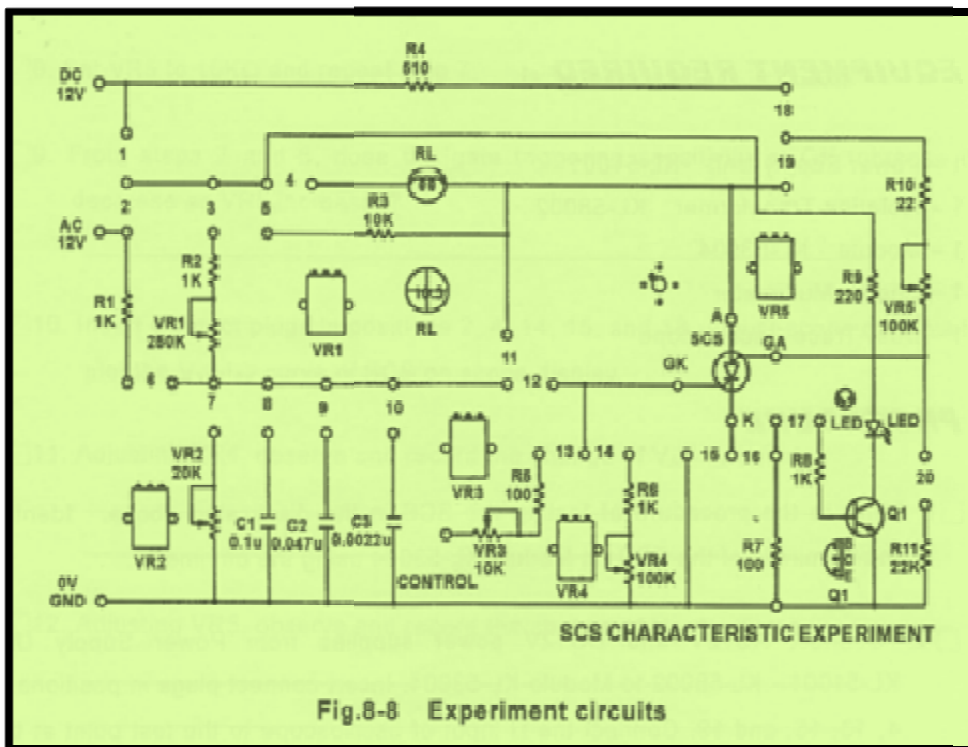 R4
610
DC
12V
18
1
RL
19
4
R3
10K
R10
22
2
3
5
AC
12V
R2
1K
VR5
R9
220
R1
1K
VR1
250K
VR1
RL
A
SCS
VR5
100K
11
GA
GK
6
12
7
8
9
10
K
17
LED
LED
VR2
20K
13
14
15
16
VR3
R5
100
R8
1K
20
R6
1K
C1
0.1u
C2
0.047u
C3
0.0022u
Q1
VR2
VR3
10K
VR4
100K
R7
100
R11
22K
CONTROL
VR4
Q1
0V
GND
SCS CHARACTERISTIC EXPERIMENT
Fig.8-8 Experiment circuits